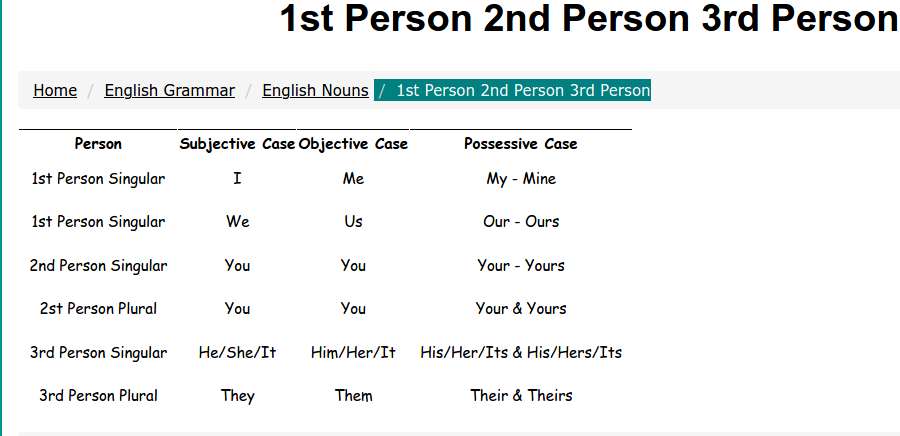 1st Person 2nd Person 3rd Person
Home / English Grammar / English Nouns / 1st Person 2nd Person 3rd Person
Person Subjective Case Objective Case Possessive Case
1st Person Singular I Me My - Mine
1st Person Singular We Us Our - Ours
2nd Person Singular You You Your - Yours
2st Person Plural You You Your & Yours
3rd Person Singular He/She/It Him/Her/It His/Her/Its & His/Hers/Its
3rd Person Plural They Them Their & Theirs